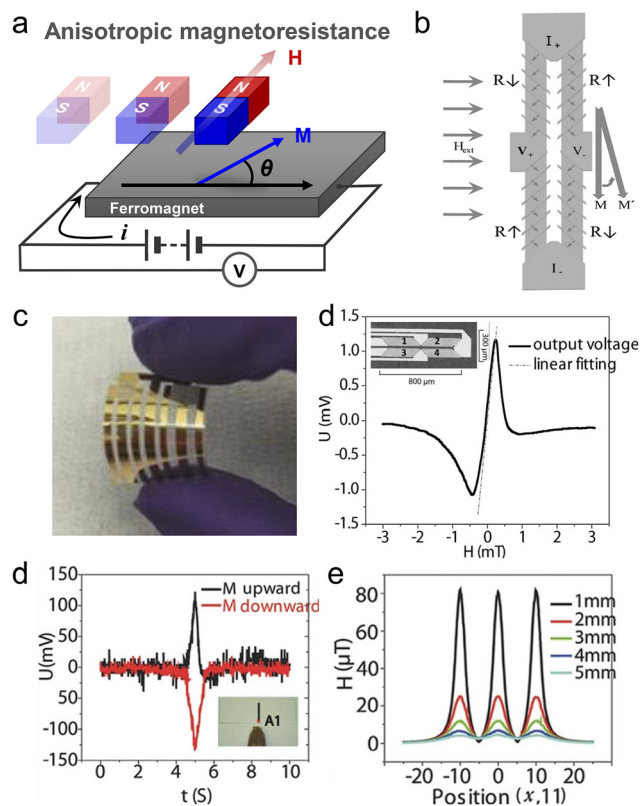 a
Anisotropic magnetoresistance
N
N
N
H
S
S
S
M
θ
Ferromagnet
i
V
b
I+
R↓
R↑
Hext
V+
V-
M
M´
R↑
R↓
I-
c
d
1.5
1.0
0.5
0.0
-0.5
-1.0
-1.5
U (mV)
1
2
3
4
300 μm
800 μm
output voltage
linear fitting
-3
-2
-1
0
1
2
3
H (mT)
d
150
100
50
0
-50
-100
-150
U(mV)
M upward
M downward
A1
0
2
4
6
8
10
t (S)
e
80
60
40
20
0
H (μT)
1mm
2mm
3mm
4mm
5mm
-20
-10
0
10
20
Position (x,11)